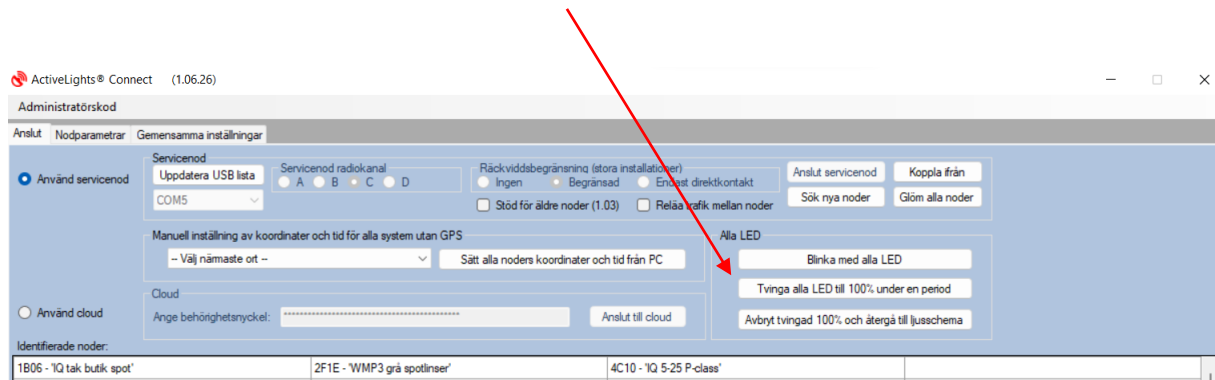 ActiveLights® Connect (1.06.26)
Administratörskod
Anslut Nodparametrar Gemensamma inställningar
Använd servicenod
Servicenod
Uppdatera USB lista
COM5
Servicenod radiokanal
A B C D
Räckviddsbegränsning (stora installationer)
Ingen Begränsad Endast direktkontakt
Stöd för äldre noder (1.03) Reläa trafik mellan noder
Anslut servicenod Koppla ifrån
Sök nya noder Glöm alla noder
Manuell inställning av koordinater och tid för alla system utan GPS
-- Välj närmaste ort -- Sätt alla noders koordinater och tid från PC
Alla LED
Blinka med alla LED
Tvinga alla LED till 100% under en period
Avbryt tvingad 100% och återgå till ljusschema
Använd cloud
Cloud
Ange behörighetsnyckel: Anslut till cloud
Identifierade noder:
1B06 - 'IQ tak butik spot' 2F1E - 'WMP3 grå spotlinser' 4C10 - 'IQ 5-25 P-class'